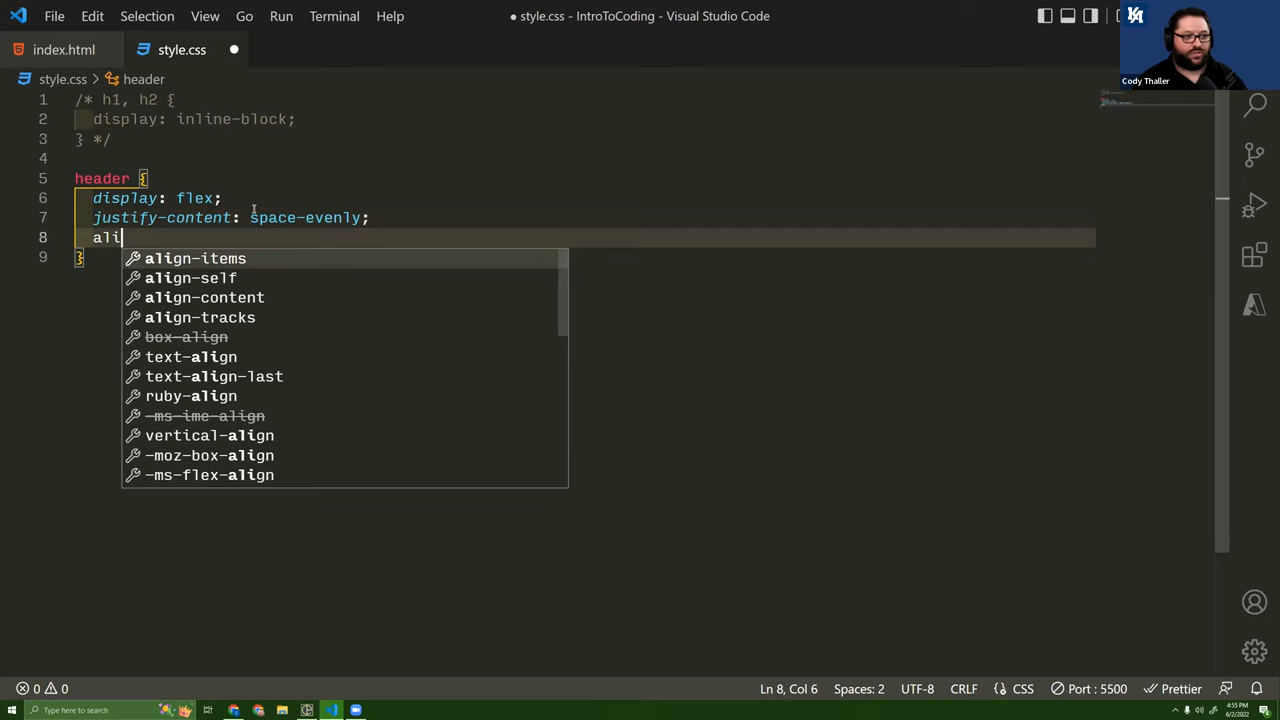 File Edit Selection View Go Run Terminal Help
● style.css - IntroToCoding - Visual Studio Code
Cody Thaller
index.html
style.css
style.css > header
1 /* h1, h2 {
2 display: inline-block;
3 } */
4
5 header {
6 display: flex;
7 justify-content: space-evenly;
8 ali
9 }
align-items
align-self
align-content
align-tracks
box-align
text-align
text-align-last
ruby-align
-ms-ime-align
vertical-align
-moz-box-align
-ms-flex-align
0 0
Ln 8, Col 6 Spaces: 2 UTF-8 CRLF {} CSS Port : 5500 Prettier
Type here to search
4:55 PM
6/2/2022